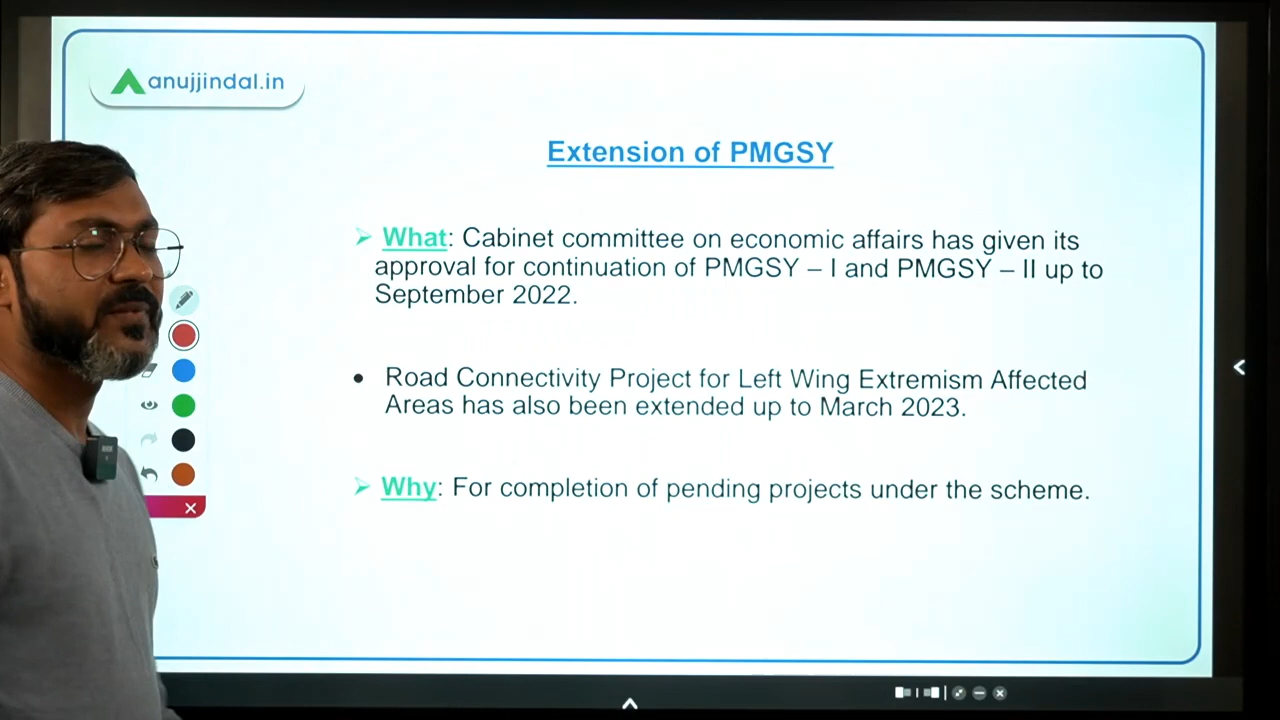 anujjindal.in
Extension of PMGSY
➢ What: Cabinet committee on economic affairs has given its
approval for continuation of PMGSY – I and PMGSY – II up to
September 2022.
• Road Connectivity Project for Left Wing Extremism Affected
Areas has also been extended up to March 2023.
➢ Why: For completion of pending projects under the scheme.